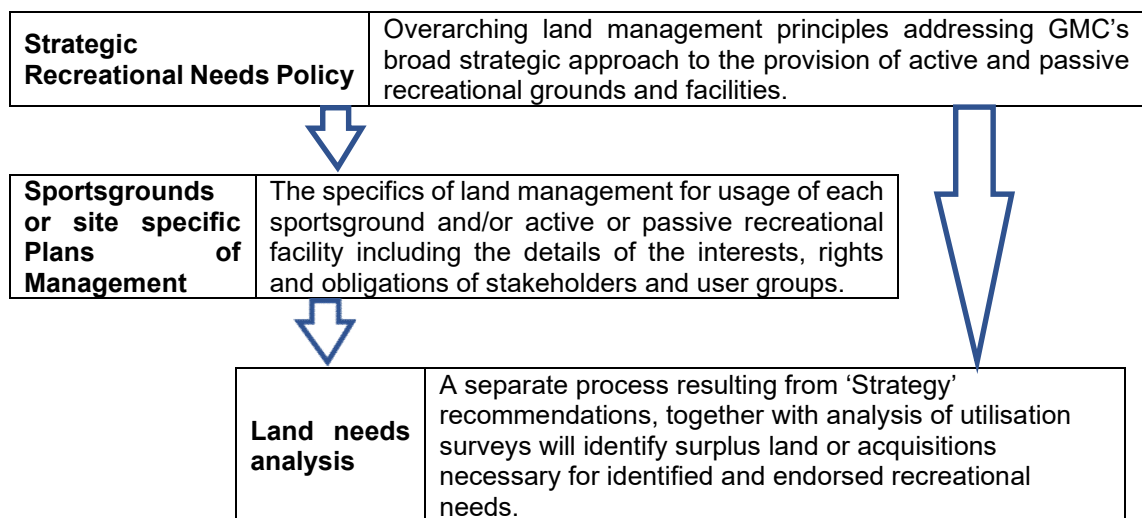 Strategic
Recreational Needs Policy
Overarching land management principles addressing GMC’s
broad strategic approach to the provision of active and passive
recreational grounds and facilities.
Sportsgrounds
or site specific
Plans of
Management
The specifics of land management for usage of each
sportsground and/or active or passive recreational
facility including the details of the interests, rights
and obligations of stakeholders and user groups.
Land needs
analysis
A separate process resulting from ‘Strategy’
recommendations, together with analysis of utilisation
surveys will identify surplus land or acquisitions
necessary for identified and endorsed recreational
needs.